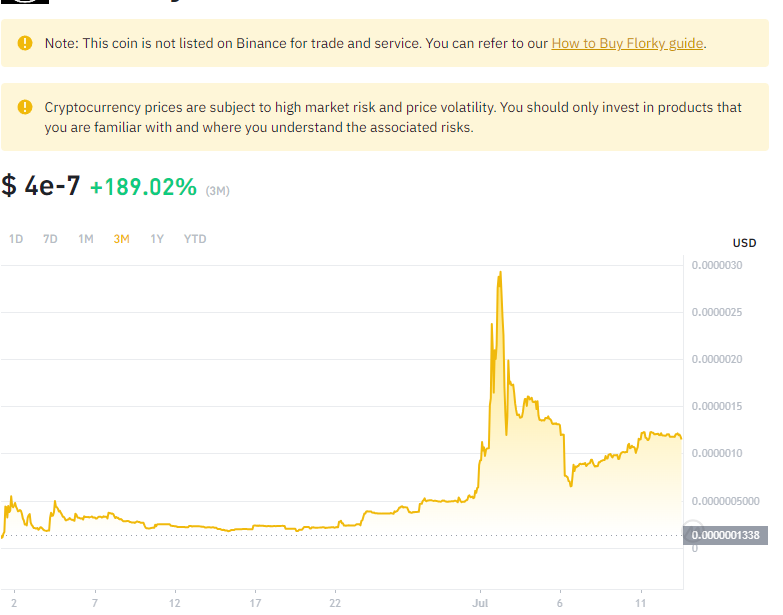 Note: This coin is not listed on Binance for trade and service. You can refer to our How to Buy Florky guide.
Cryptocurrency prices are subject to high market risk and price volatility. You should only invest in products that
you are familiar with and where you understand the associated risks.
$ 4e-7 +189.02% (3M)
1D 7D 1M 3M 1Y YTD
USD
0.0000030
0.0000025
0.0000020
0.0000015
0.0000010
0.0000005000
0.0000001338
0
2 7 12 17 22 Jul 6 11